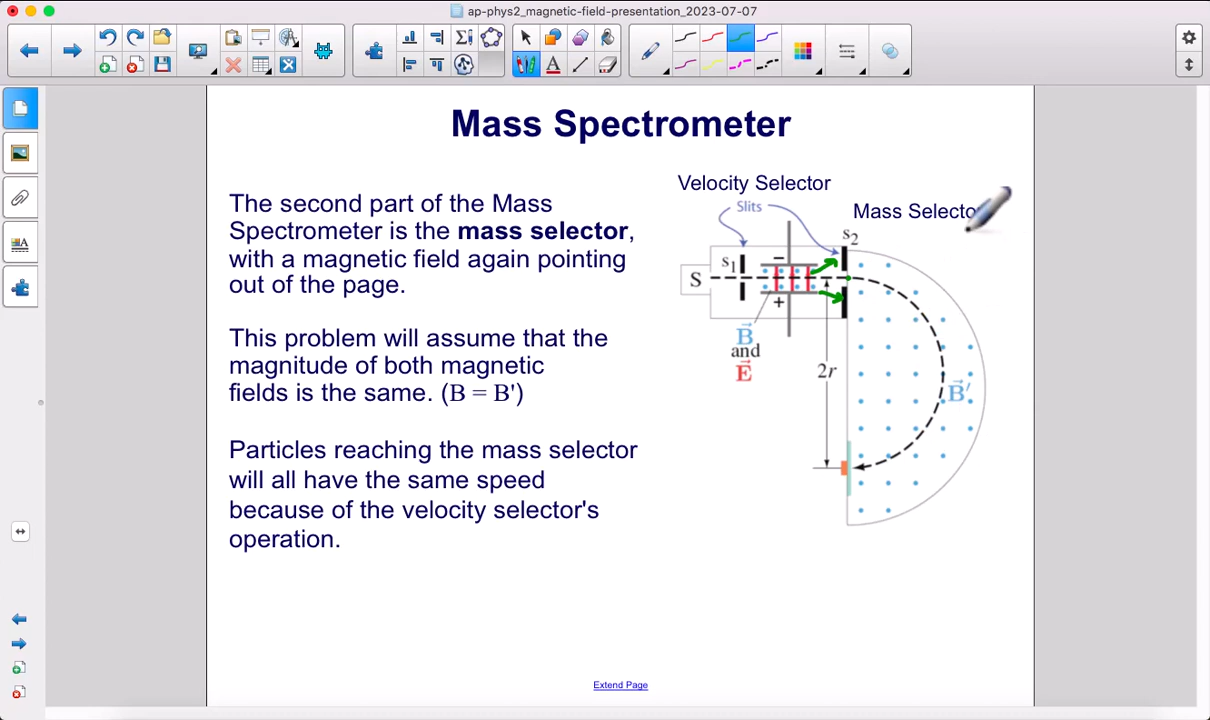 ap-phys2_magnetic-field-presentation_2023-07-07
Mass Spectrometer
The second part of the Mass
Spectrometer is the mass selector,
with a magnetic field again pointing
out of the page.
This problem will assume that the
magnitude of both magnetic
fields is the same. (B = B')
Particles reaching the mass selector
will all have the same speed
because of the velocity selector's
operation.
Velocity Selector
Slits
Mass Selecto
s2
s1
S
−
+
B
and
E
2r
B'
Extend Page